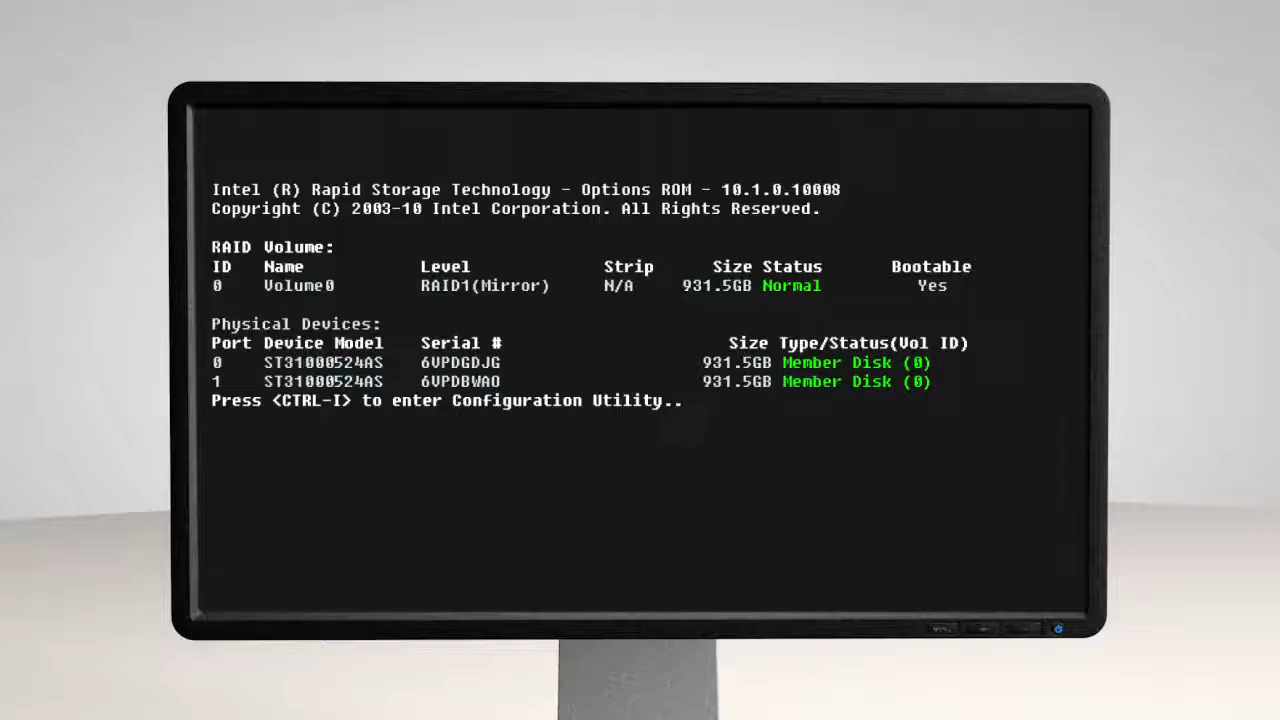 Intel (R) Rapid Storage Technology - Options ROM - 10.1.0.10008
Copyright (C) 2003-10 Intel Corporation. All Rights Reserved.
RAID Volume:
ID Name Level Strip Size Status Bootable
0 Volume0 RAID1(Mirror) N/A 931.5GB Normal Yes
Physical Devices:
Port Device Model Serial # Size Type/Status(Vol ID)
0 ST31000524AS 6VPDGDJG 931.5GB Member Disk (0)
1 ST31000524AS 6VPDBWAO 931.5GB Member Disk (0)
Press <CTRL-I> to enter Configuration Utility..
MENU